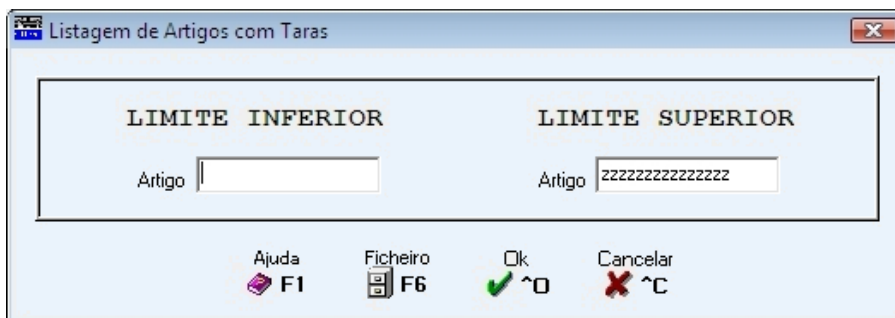 Listagem de Artigos com Taras
LIMITE INFERIOR LIMITE SUPERIOR
Artigo Artigo zzzzzzzzzzzzzzz
Ajuda Ficheiro Ok Cancelar
F1 F6 ^O ^C